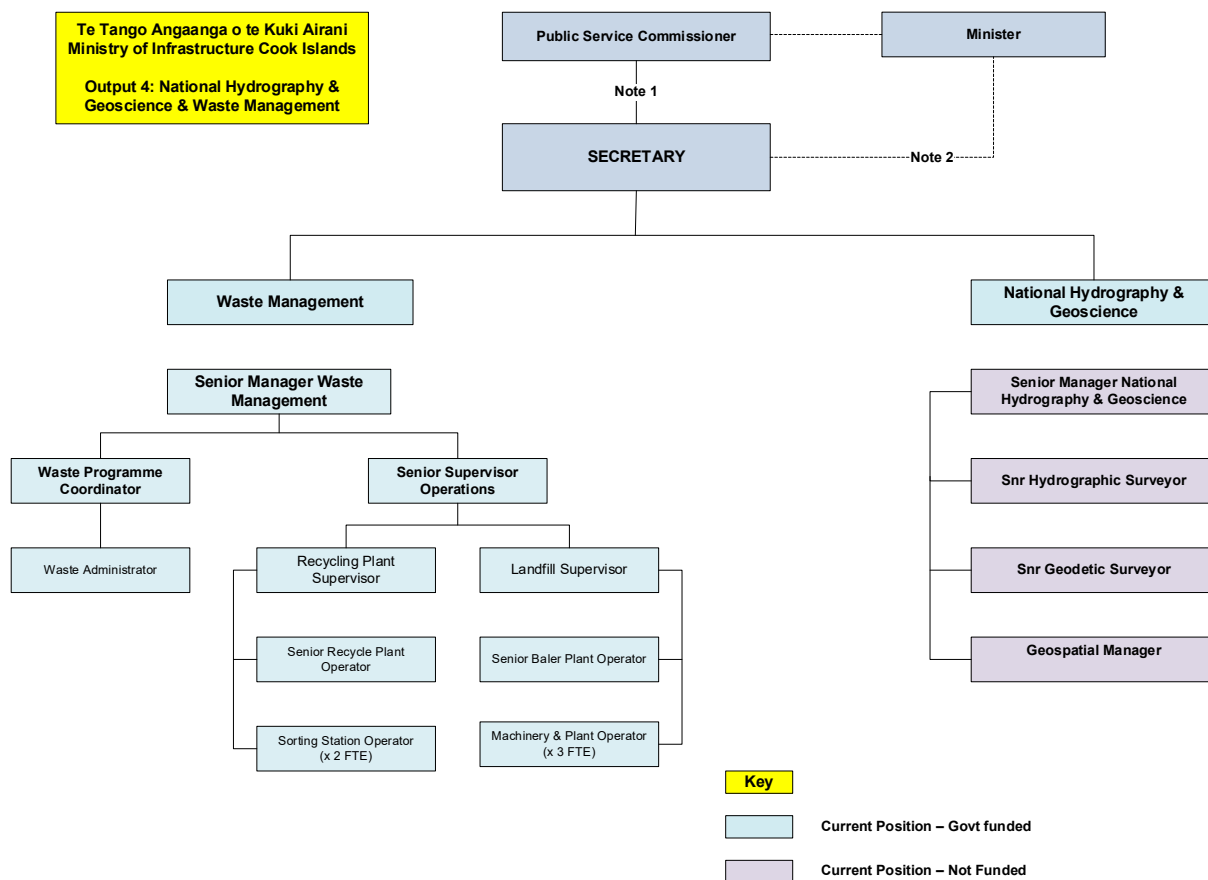 Te Tango Angaanga o te Kuki Airani
Ministry of Infrastructure Cook Islands
Output 4: National Hydrography &
Geoscience & Waste Management
Public Service Commissioner
Minister
Note 1
SECRETARY
Note 2
Waste Management
National Hydrography &
Geoscience
Senior Manager Waste
Management
Senior Manager National
Hydrography & Geoscience
Waste Programme
Coordinator
Senior Supervisor
Operations
Snr Hydrographic Surveyor
Waste Administrator
Recycling Plant
Supervisor
Landfill Supervisor
Snr Geodetic Surveyor
Senior Recycle Plant
Operator
Senior Baler Plant Operator
Geospatial Manager
Sorting Station Operator
(x 2 FTE)
Machinery & Plant Operator
(x 3 FTE)
Key
Current Position – Govt funded
Current Position – Not Funded